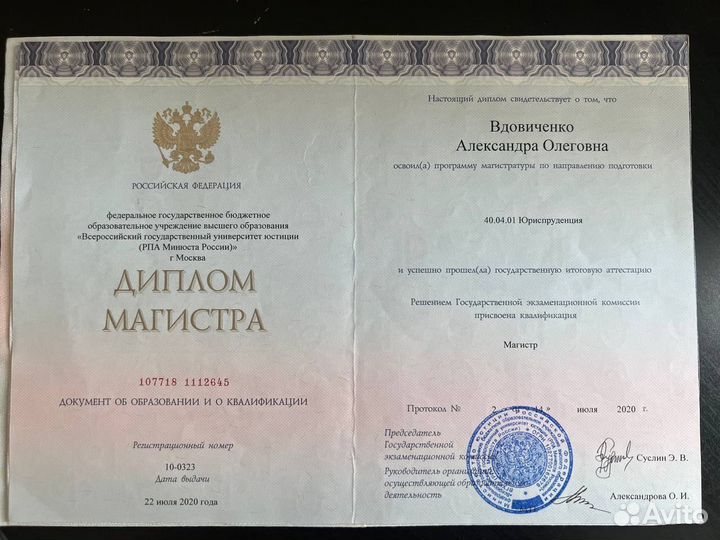 РОССИЙСКАЯ ФЕДЕРАЦИЯ
федеральное государственное бюджетное
образовательное учреждение высшего образования
«Всероссийский государственный университет юстиции
(РПА Минюста России)»
г Москва
ДИПЛОМ
МАГИСТРА
107718 1112645
ДОКУМЕНТ ОБ ОБРАЗОВАНИИ И О КВАЛИФИКАЦИИ
Регистрационный номер
10-0323
Дата выдачи
22 июля 2020 года
Настоящий диплом свидетельствует о том, что
Вдовиченко
Александра Олеговна
освоил(а) программу магистратуры по направлению подготовки
40.04.01 Юриспруденция
и успешно прошел(ла) государственную итоговую аттестацию
Решением Государственной экзаменационной комиссии
присвоена квалификация
Магистр
Протокол № 2 14 » июля 2020 г.
Председатель
Государственной
экзаменационной
Суслин Э. В.
Руководитель
осуществляющей
деятельность
Александрова О. И.
Avito